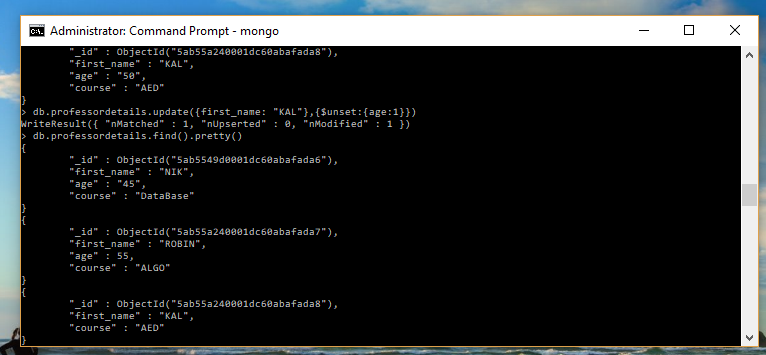 Administrator: Command Prompt - mongo
"_id" : ObjectId("5ab55a240001dc60abafada8"),
"first_name" : "KAL",
"age" : "50",
"course" : "AED"
}
> db.professordetails.update({first_name: "KAL"},{$unset:{age:1}})
WriteResult({ "nMatched" : 1, "nUpserted" : 0, "nModified" : 1 })
> db.professordetails.find().pretty()
{
"_id" : ObjectId("5ab5549d0001dc60abafada6"),
"first_name" : "NIK",
"age" : "45",
"course" : "DataBase"
}
{
"_id" : ObjectId("5ab55a240001dc60abafada7"),
"first_name" : "ROBIN",
"age" : 55,
"course" : "ALGO"
}
{
"_id" : ObjectId("5ab55a240001dc60abafada8"),
"first_name" : "KAL",
"course" : "AED"
}